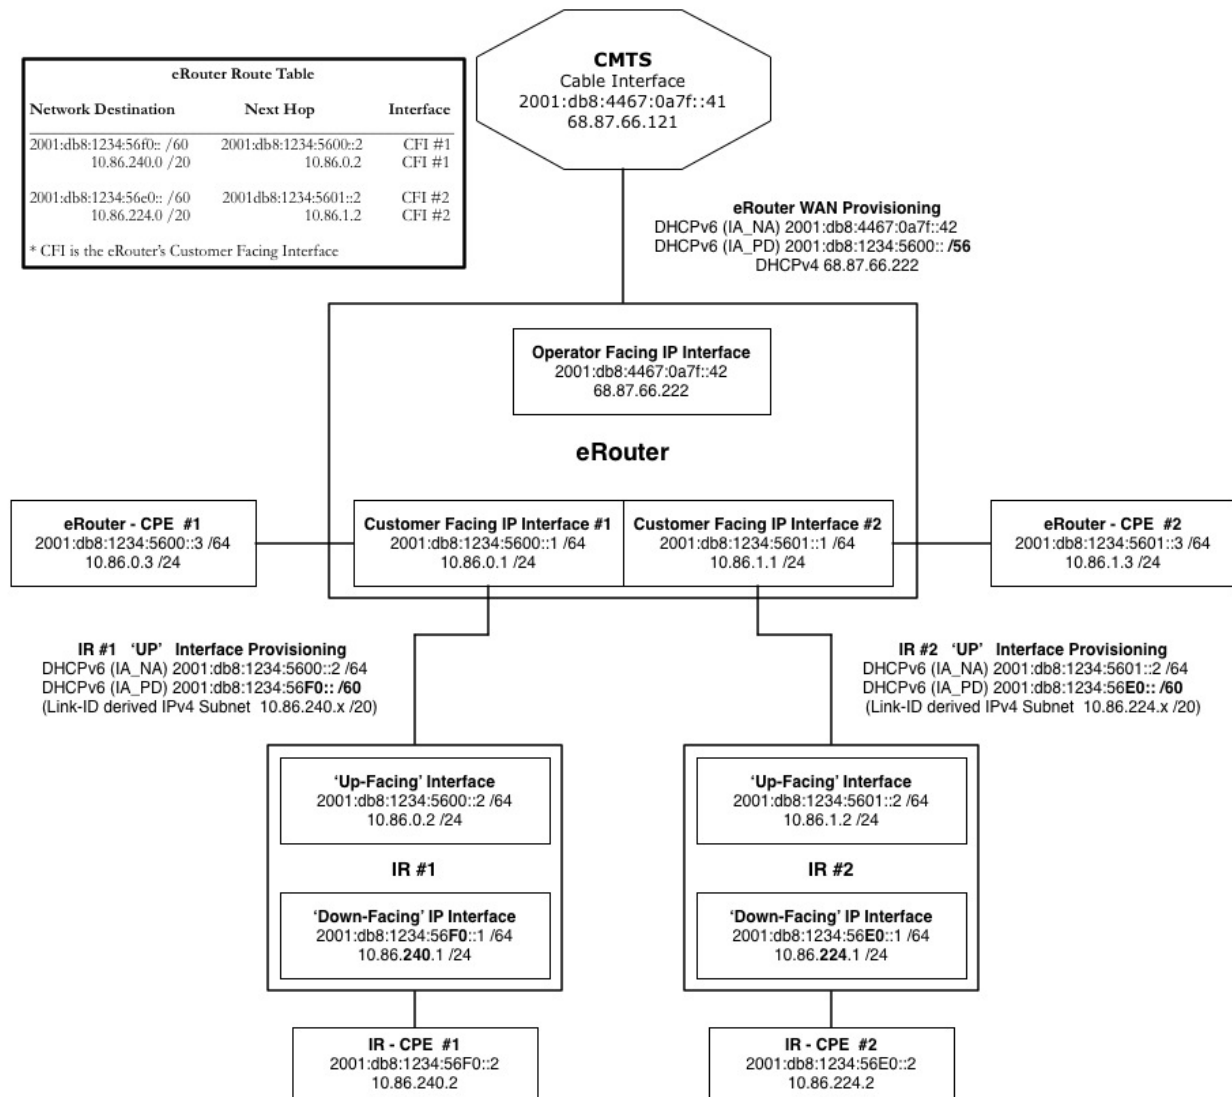 eRouter Route Table
Network Destination Next Hop Interface
2001:db8:1234:56f0:: /60 2001:db8:1234:5600::2 CFI #1
10.86.240.0 /20 10.86.0.2 CFI #1
2001:db8:1234:56e0:: /60 2001db8:1234:5601::2 CFI #2
10.86.224.0 /20 10.86.1.2 CFI #2
* CFI is the eRouter's Customer Facing Interface
CMTS
Cable Interface
2001:db8:4467:0a7f::41
68.87.66.121
eRouter WAN Provisioning
DHCPv6 (IA_NA) 2001:db8:4467:0a7f::42
DHCPv6 (IA_PD) 2001:db8:1234:5600:: /56
DHCPv4 68.87.66.222
Operator Facing IP Interface
2001:db8:4467:0a7f::42
68.87.66.222
eRouter
eRouter - CPE #1
2001:db8:1234:5600::3 /64
10.86.0.3 /24
Customer Facing IP Interface #1
2001:db8:1234:5600::1 /64
10.86.0.1 /24
Customer Facing IP Interface #2
2001:db8:1234:5601::1 /64
10.86.1.1 /24
eRouter - CPE #2
2001:db8:1234:5601::3 /64
10.86.1.3 /24
IR #1 ‘UP’ Interface Provisioning
DHCPv6 (IA_NA) 2001:db8:1234:5600::2 /64
DHCPv6 (IA_PD) 2001:db8:1234:56F0:: /60
(Link-ID derived IPv4 Subnet 10.86.240.x /20)
IR #2 ‘UP’ Interface Provisioning
DHCPv6 (IA_NA) 2001:db8:1234:5601::2 /64
DHCPv6 (IA_PD) 2001:db8:1234:56E0:: /60
(Link-ID derived IPv4 Subnet 10.86.224.x /20)
‘Up-Facing’ Interface
2001:db8:1234:5600::2 /64
10.86.0.2 /24
IR #1
‘Down-Facing’ IP Interface
2001:db8:1234:56F0::1 /64
10.86.240.1 /24
‘Up-Facing’ Interface
2001:db8:1234:5601::2 /64
10.86.1.2 /24
IR #2
‘Down-Facing’ IP Interface
2001:db8:1234:56E0::1 /64
10.86.224.1 /24
IR - CPE #1
2001:db8:1234:56F0::2
10.86.240.2
IR - CPE #2
2001:db8:1234:56E0::2
10.86.224.2